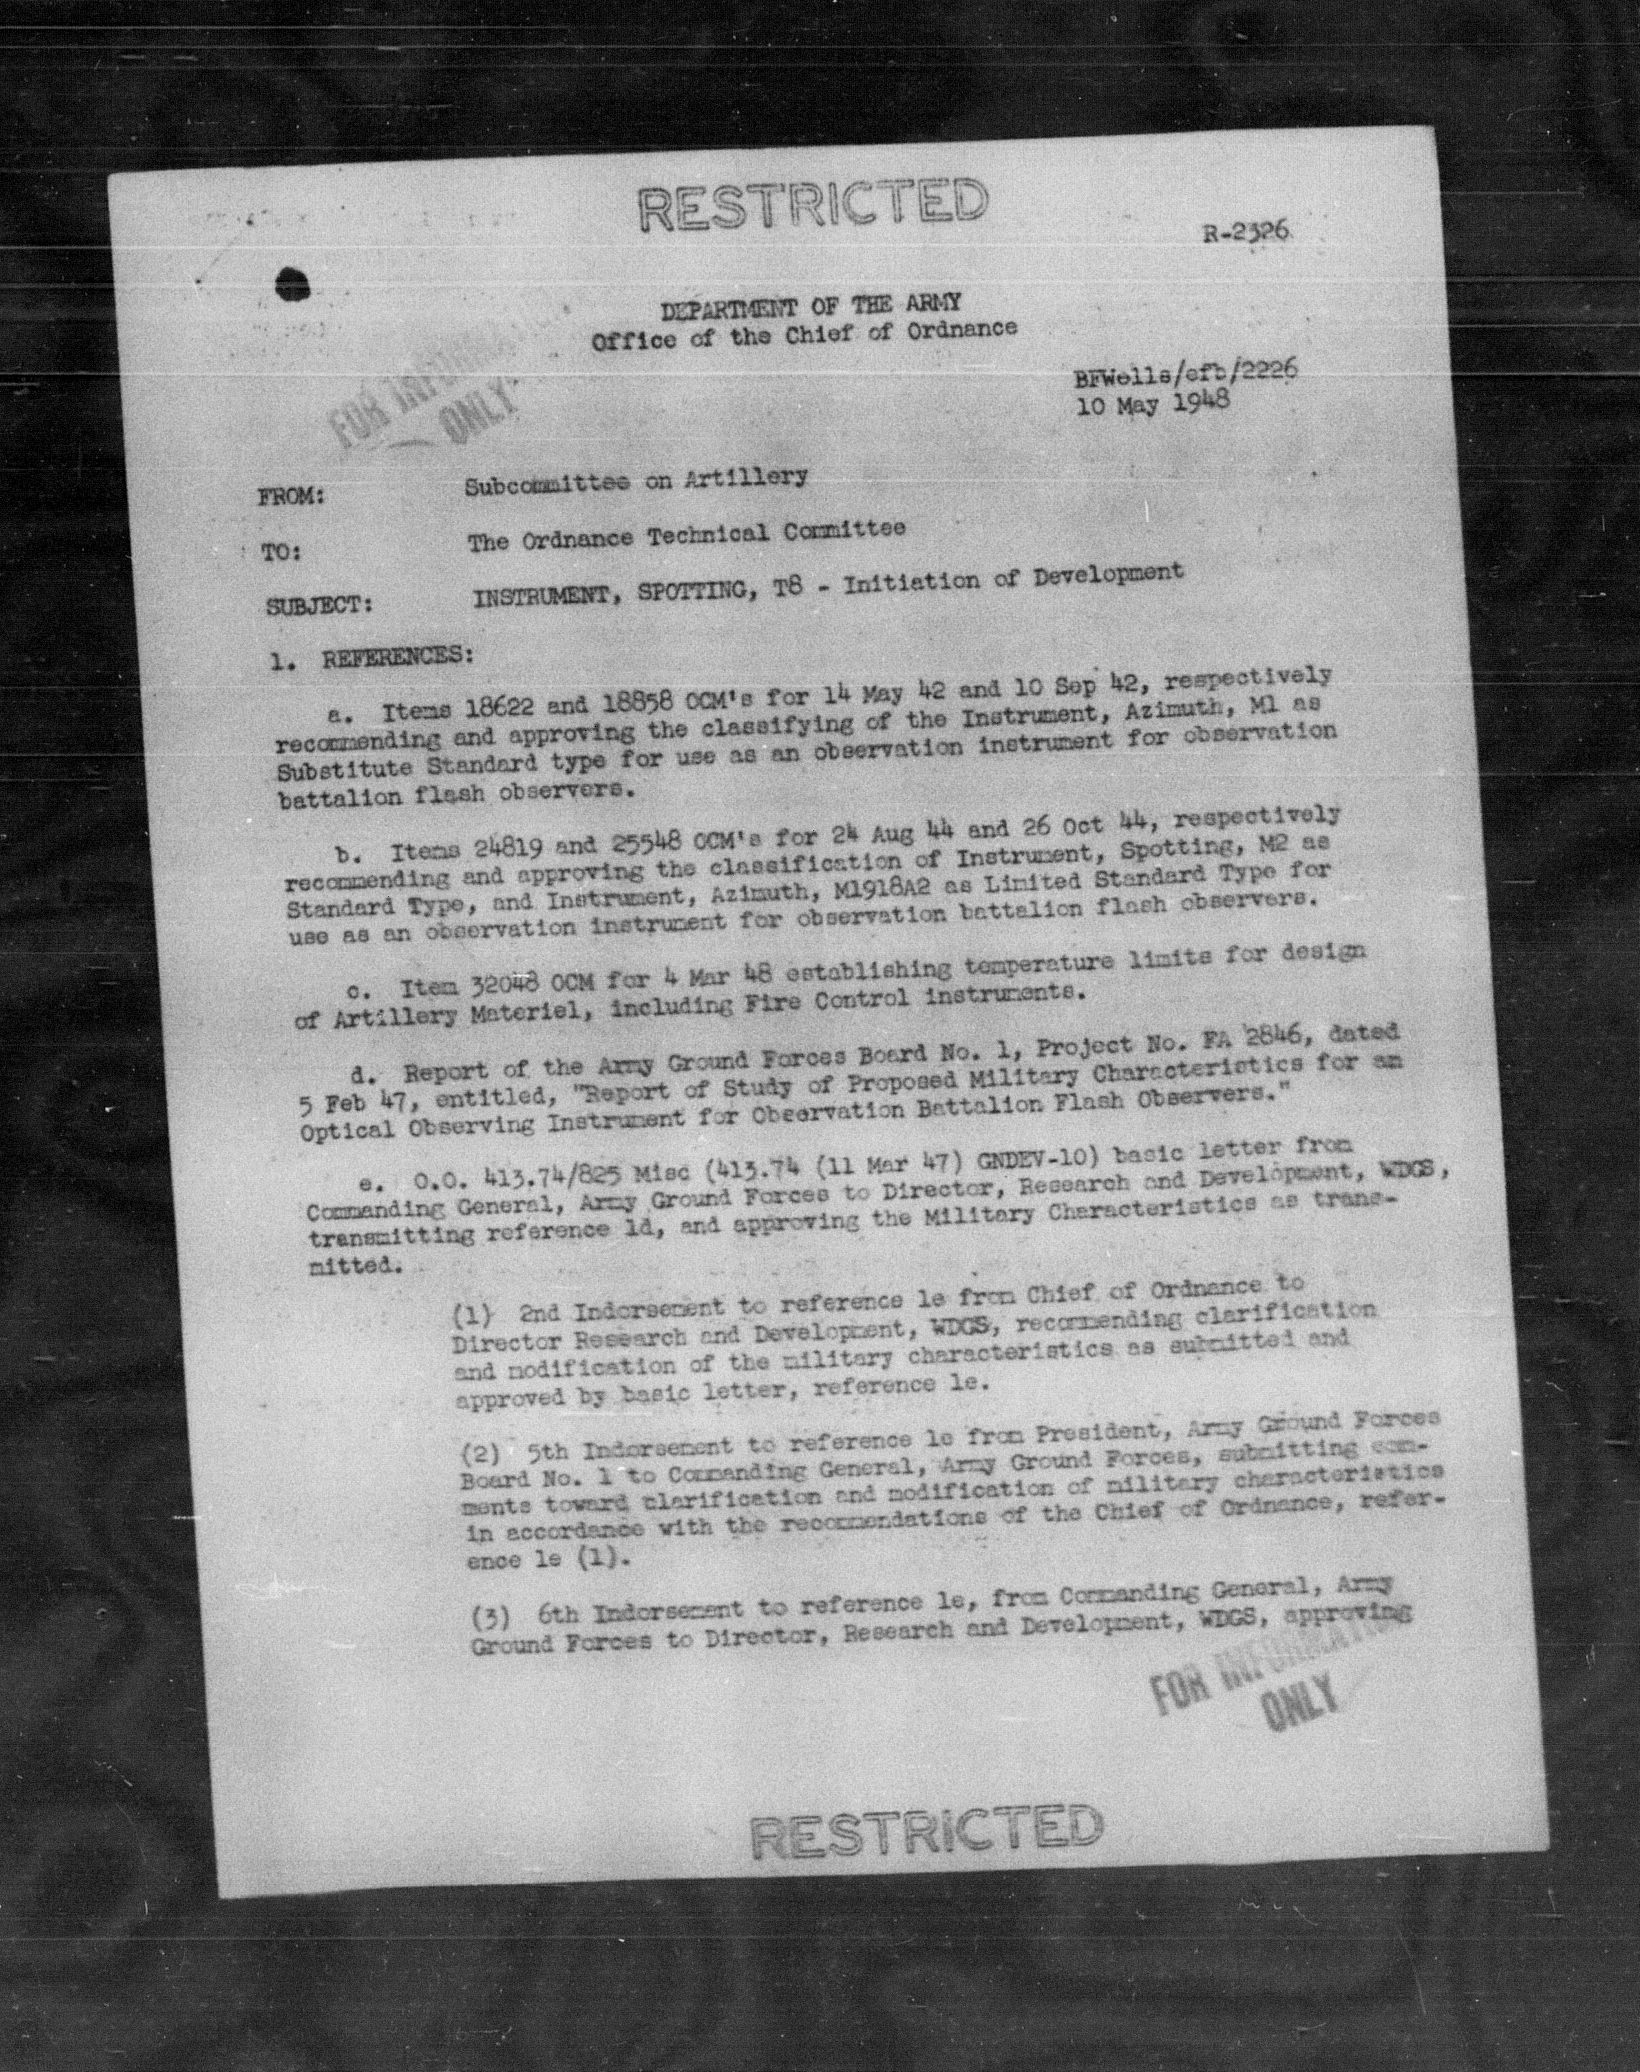 RESTRICTED
R-2326
DEPARTMENT OF THE ARMY
Office of the Chief of Ordnance
FOR INFORMATION
ONLY
BFWells/efb/2226
10 May 1948
FROM: Subcommittee on Artillery
TO: The Ordnance Technical Committee
SUBJECT: INSTRUMENT, SPOTTING, T8 - Initiation of Development
1. REFERENCES:
a. Items 18622 and 18858 OCM's for 14 May 42 and 10 Sep 42, respectively
recommending and approving the classifying of the Instrument, Azimuth, M1 as
Substitute Standard type for use as an observation instrument for observation
battalion flash observers.
b. Items 24819 and 25548 OCM's for 24 Aug 44 and 26 Oct 44, respectively
recommending and approving the classification of Instrument, Spotting, M2 as
Standard Type, and Instrument, Azimuth, M1918A2 as Limited Standard Type for
use as an observation instrument for observation battalion flash observers.
c. Item 32048 OCM for 4 Mar 48 establishing temperature limits for design
of Artillery Materiel, including Fire Control instruments.
d. Report of the Army Ground Forces Board No. 1, Project No. FA 2846, dated
5 Feb 47, entitled, "Report of Study of Proposed Military Characteristics for an
Optical Observing Instrument for Observation Battalion Flash Observers."
e. O.O. 413.74/825 Misc (413.74 (11 Mar 47) GNDEV-10) basic letter from
Commanding General, Army Ground Forces to Director, Research and Development, WDGS,
transmitting reference 1d, and approving the Military Characteristics as trans-
mitted.
(1) 2nd Indorsement to reference 1e from Chief of Ordnance to
Director Research and Development, WDGS, recommending clarification
and modification of the military characteristics as submitted and
approved by basic letter, reference 1e.
(2) 5th Indorsement to reference 1e from President, Army Ground Forces
Board No. 1 to Commanding General, Army Ground Forces, submitting com-
ments toward clarification and modification of military characteristics
in accordance with the recommendations of the Chief of Ordnance, refer-
ence 1e (1).
(3) 6th Indorsement to reference 1e, from Commanding General, Army
Ground Forces to Director, Research and Development, WDGS, approving
FOR INFORMATION
ONLY
RESTRICTED